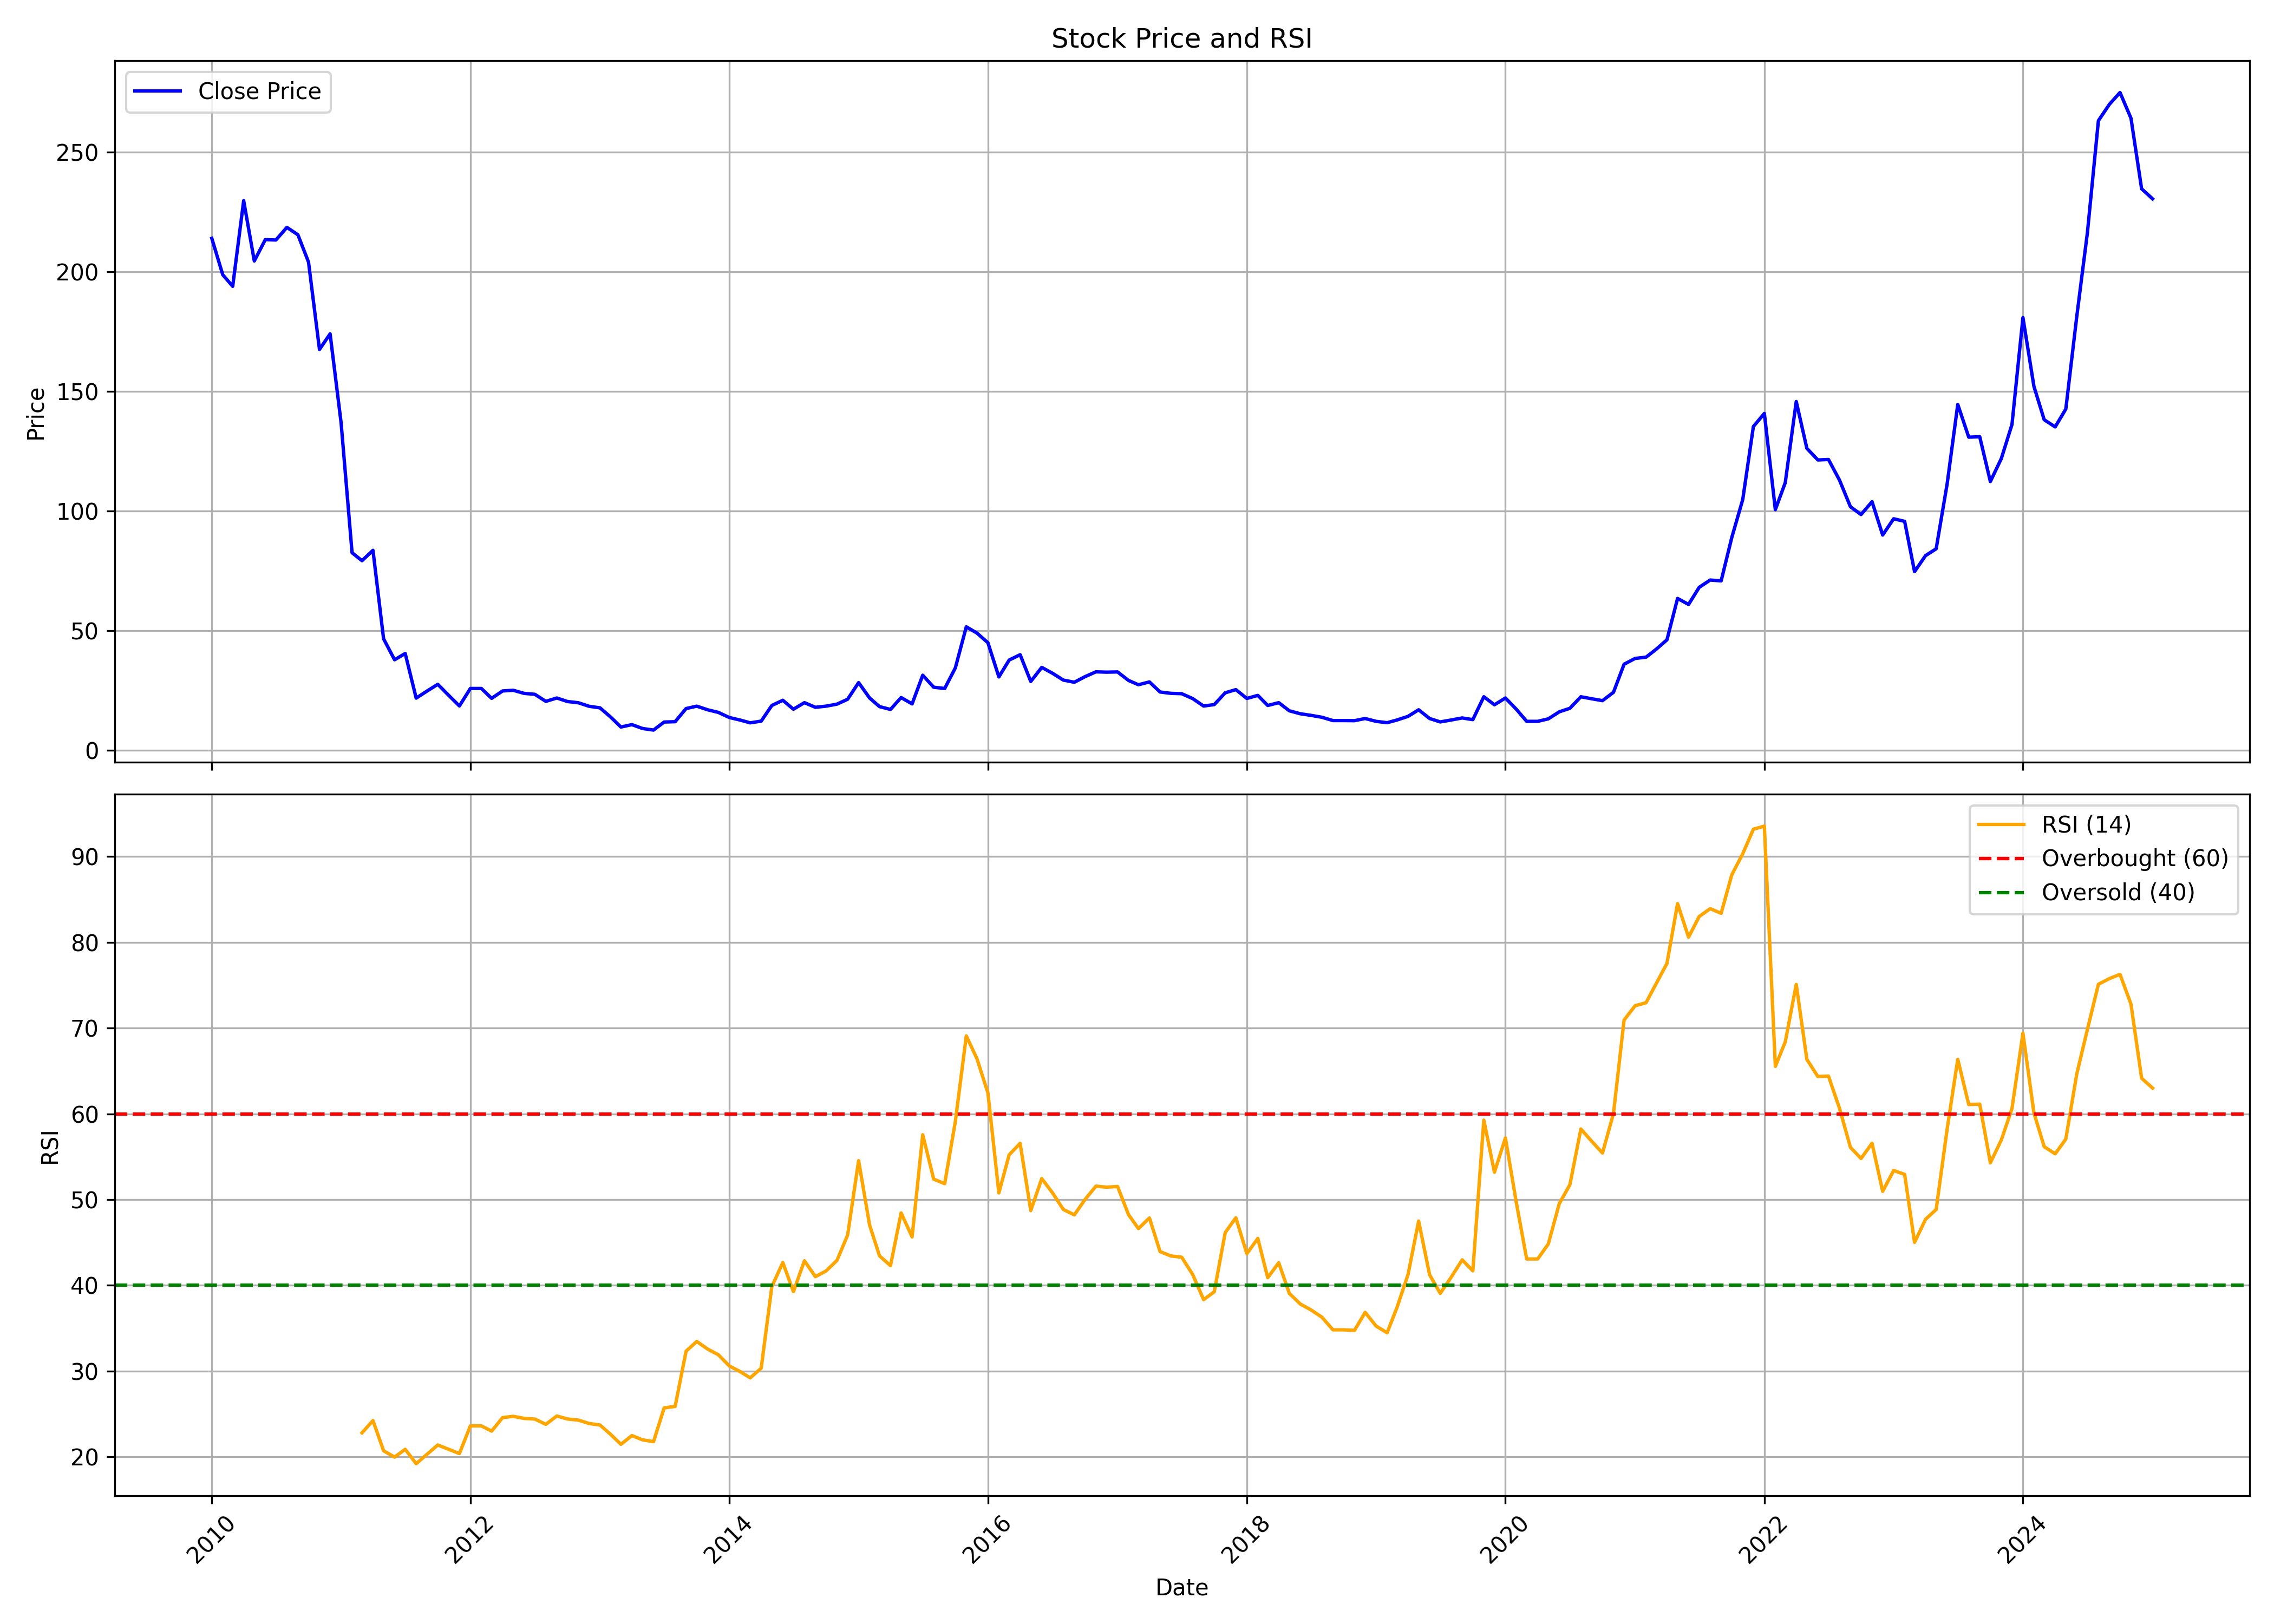 Stock Price and RSI
Close Price
Price
250
200
150
100
50
0
RSI (14)
Overbought (60)
Oversold (40)
RSI
90
80
70
60
50
40
30
20
2010
2012
2014
2016
2018
2020
2022
2024
Date